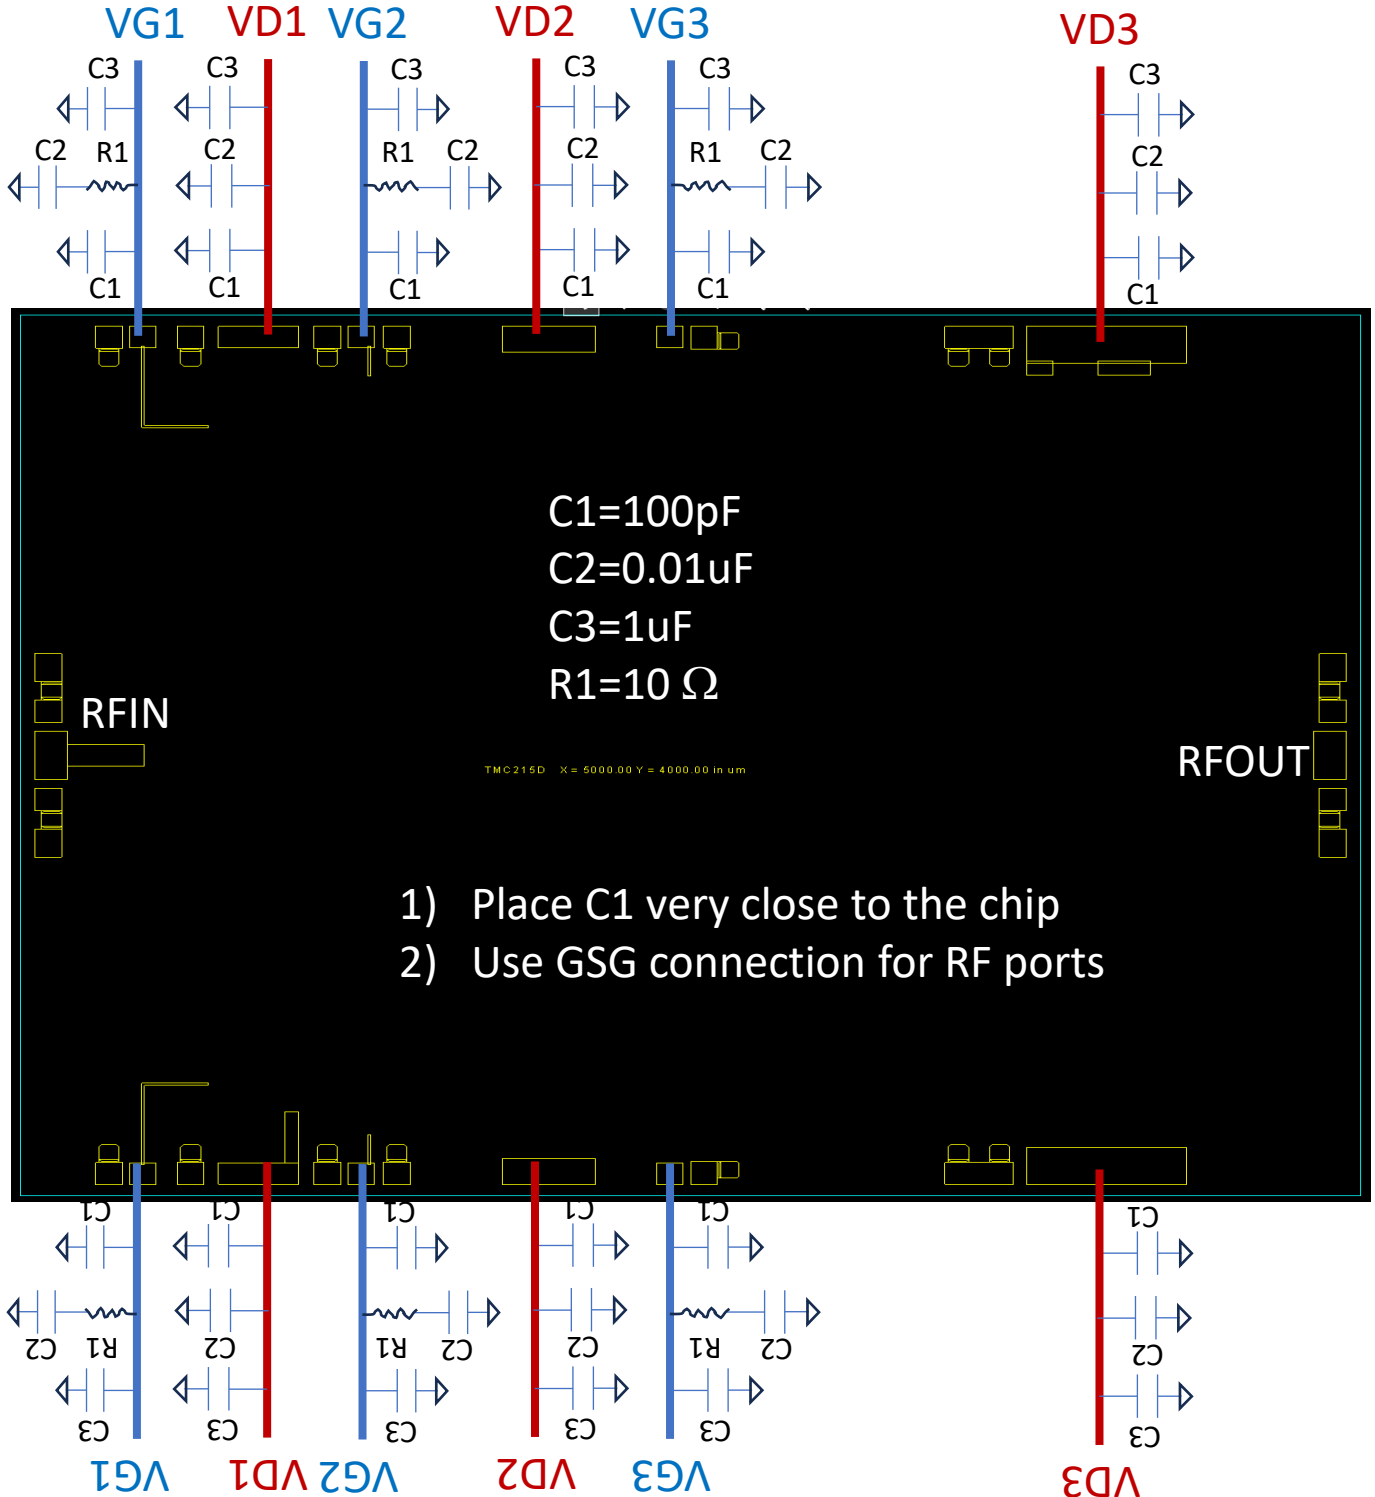 VG1 VD1 VG2 VD2 VG3 VD3
C3 C3 C3 C3 C3 C3
C2 R1 C2 R1 C2 C2 R1 C2 C2
C1 C1 C1 C1 C1 C1
C1=100pF
C2=0.01uF
C3=1uF
R1=10 Ω
RFIN
RFOUT
TMC215D X = 5000.00 Y = 4000.00 in um
1) Place C1 very close to the chip
2) Use GSG connection for RF ports
C1 C1 C1 C1 C1 C1
C2 R1 C2 R1 C2 C2 R1 C2 C2
C3 C3 C3 C3 C3 C3
VG1 VD1 VG2 VD2 VG3 VD3